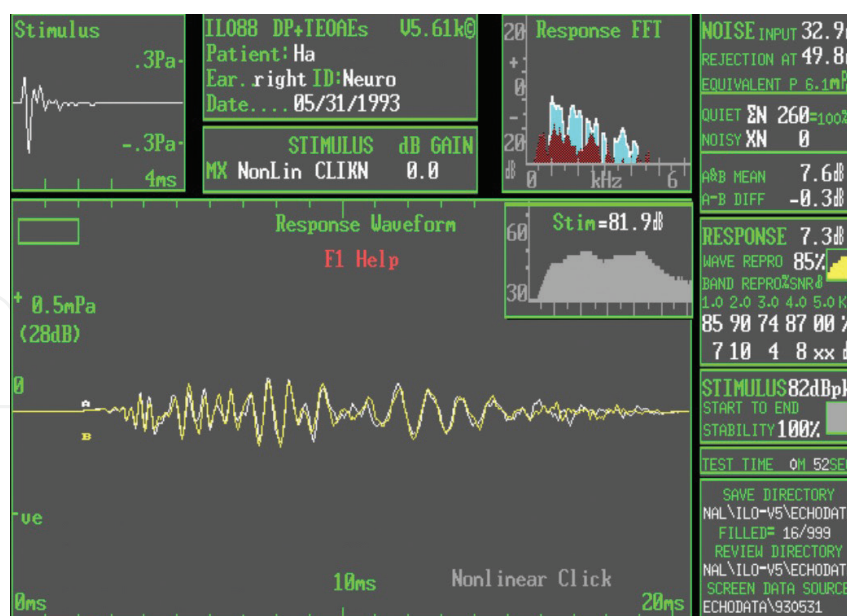 Stimulus
.3Pa-
-.3Pa-
4ms
ILO88 DP+TEOAEs V5.61k©
Patient: Ha
Ear..right ID:Neuro
Date....05/31/1993
STIMULUS dB GAIN
MX NonLin CLIKN 0.0
20 Response FFT
+
0
-
20
dB
0 kHz 6
NOISE INPUT 32.9
REJECTION AT 49.8
EQUIVALENT P 6.1mP
QUIET ΣN 260=100%
NOISY XN 0
A&B MEAN 7.6dB
A-B DIFF -0.3dB
RESPONSE 7.3dB
WAVE REPRO 85%
BAND REPRO% SNR dB
1.0 2.0 3.0 4.0 5.0 K
85 90 74 87 00 %
7 10 4 8 xx d
STIMULUS 82dBpk
START TO END
STABILITY 100%
TEST TIME 0M 52SEC
SAVE DIRECTORY
NAL\ILO-V5\ECHODAT
FILLED= 16/999
REVIEW DIRECTORY
NAL\ILO-V5\ECHODAT
SCREEN DATA SOURCE
ECHODATA\930531
Response Waveform
F1 Help
60 Stim=81.9dB
30
+ 0.5mPa
(28dB)
0
A
B
-ve
0ms
10ms
Nonlinear Click
20ms